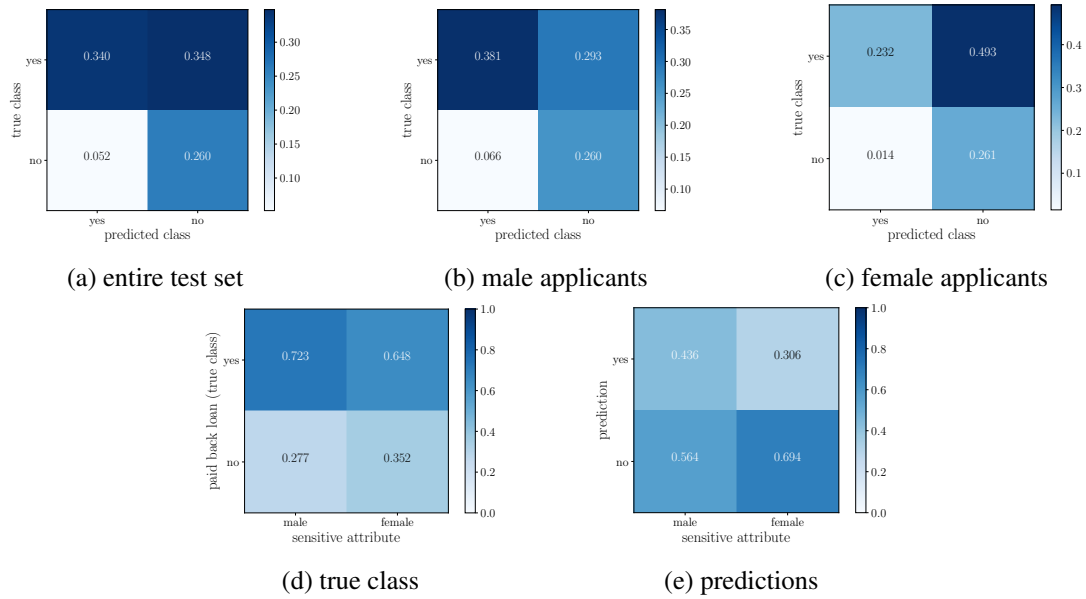 yes
no
true class
0.340 0.348
0.052 0.260
yes no
predicted class
0.30
0.25
0.20
0.15
0.10
(a) entire test set
yes
no
true class
0.381 0.293
0.066 0.260
yes no
predicted class
0.35
0.30
0.25
0.20
0.15
0.10
(b) male applicants
yes
no
true class
0.232 0.493
0.014 0.261
yes no
predicted class
0.4
0.3
0.2
0.1
(c) female applicants
yes
no
paid back loan (true class)
0.723 0.648
0.277 0.352
male female
sensitive attribute
1.0
0.8
0.6
0.4
0.2
0.0
(d) true class
yes
no
prediction
0.436 0.306
0.564 0.694
male female
sensitive attribute
1.0
0.8
0.6
0.4
0.2
0.0
(e) predictions